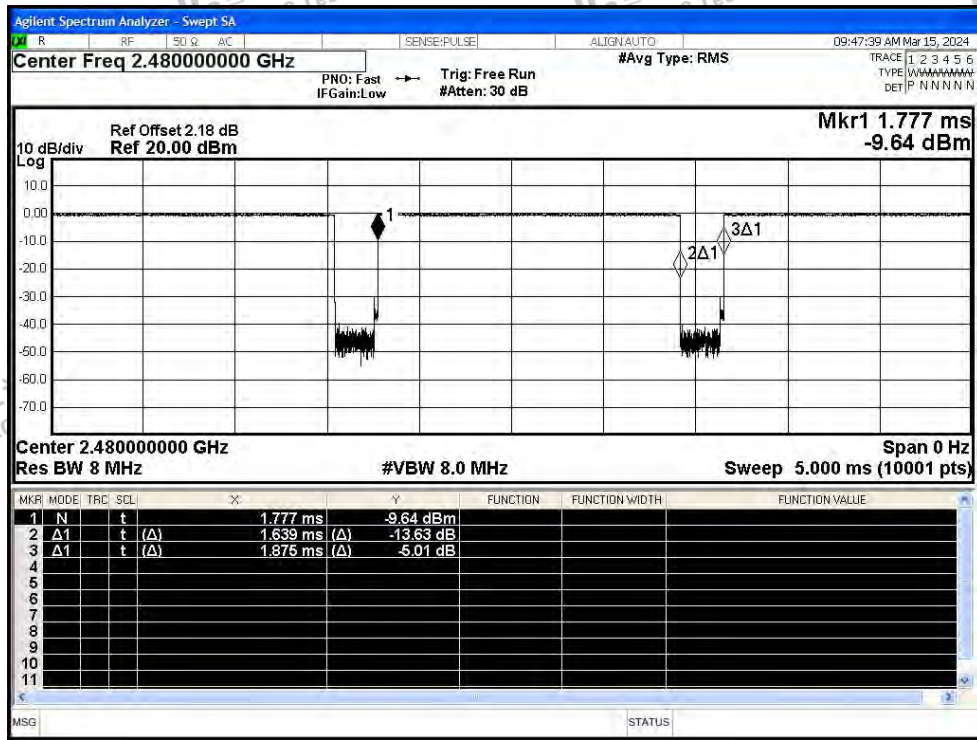 Agilent Spectrum Analyzer - Swept SA
LXI R RF 50 Ω AC SENSE:PULSE ALIGN AUTO 09:47:39 AM Mar 15, 2024
Center Freq 2.480000000 GHz #Avg Type: RMS TRACE 1 2 3 4 5 6
PNO: Fast Trig: Free Run TYPE WWWWWW
IFGain:Low #Atten: 30 dB DET P N N N N N
Mkr1 1.777 ms
Ref Offset 2.18 dB
10 dB/div Ref 20.00 dBm -9.64 dBm
Log
10.0
0.00
1
-10.0
3Δ1
2Δ1
-20.0
-30.0
-40.0
-50.0
-60.0
-70.0
Center 2.480000000 GHz Span 0 Hz
Res BW 8 MHz #VBW 8.0 MHz Sweep 5.000 ms (10001 pts)
MKR MODE TRC SCL X Y FUNCTION FUNCTION WIDTH FUNCTION VALUE
1 N t 1.777 ms -9.64 dBm
2 Δ1 t (Δ) 1.639 ms (Δ) -13.63 dB
3 Δ1 t (Δ) 1.875 ms (Δ) -5.01 dB
4
5
6
7
8
9
10
11
MSG STATUS